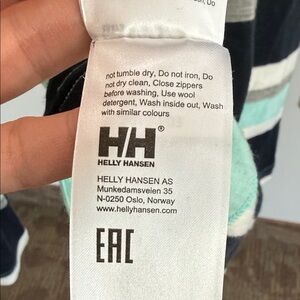 not tumble dry, Do not iron, Do
not dry clean, Close zippers
before washing, Use wool
detergent, Wash inside out, Wash
with similar colours
HH®
HELLY HANSEN
HELLY HANSEN AS
Munkedamsveien 35
N-0250 Oslo, Norway
www.hellyhansen.com
EAC